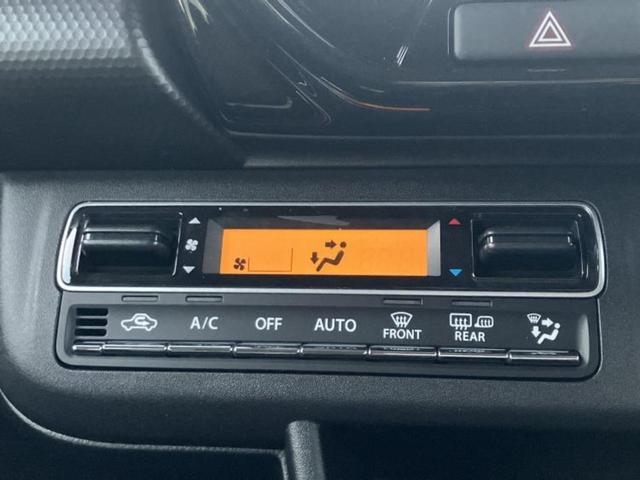 A/C OFF AUTO FRONT REAR